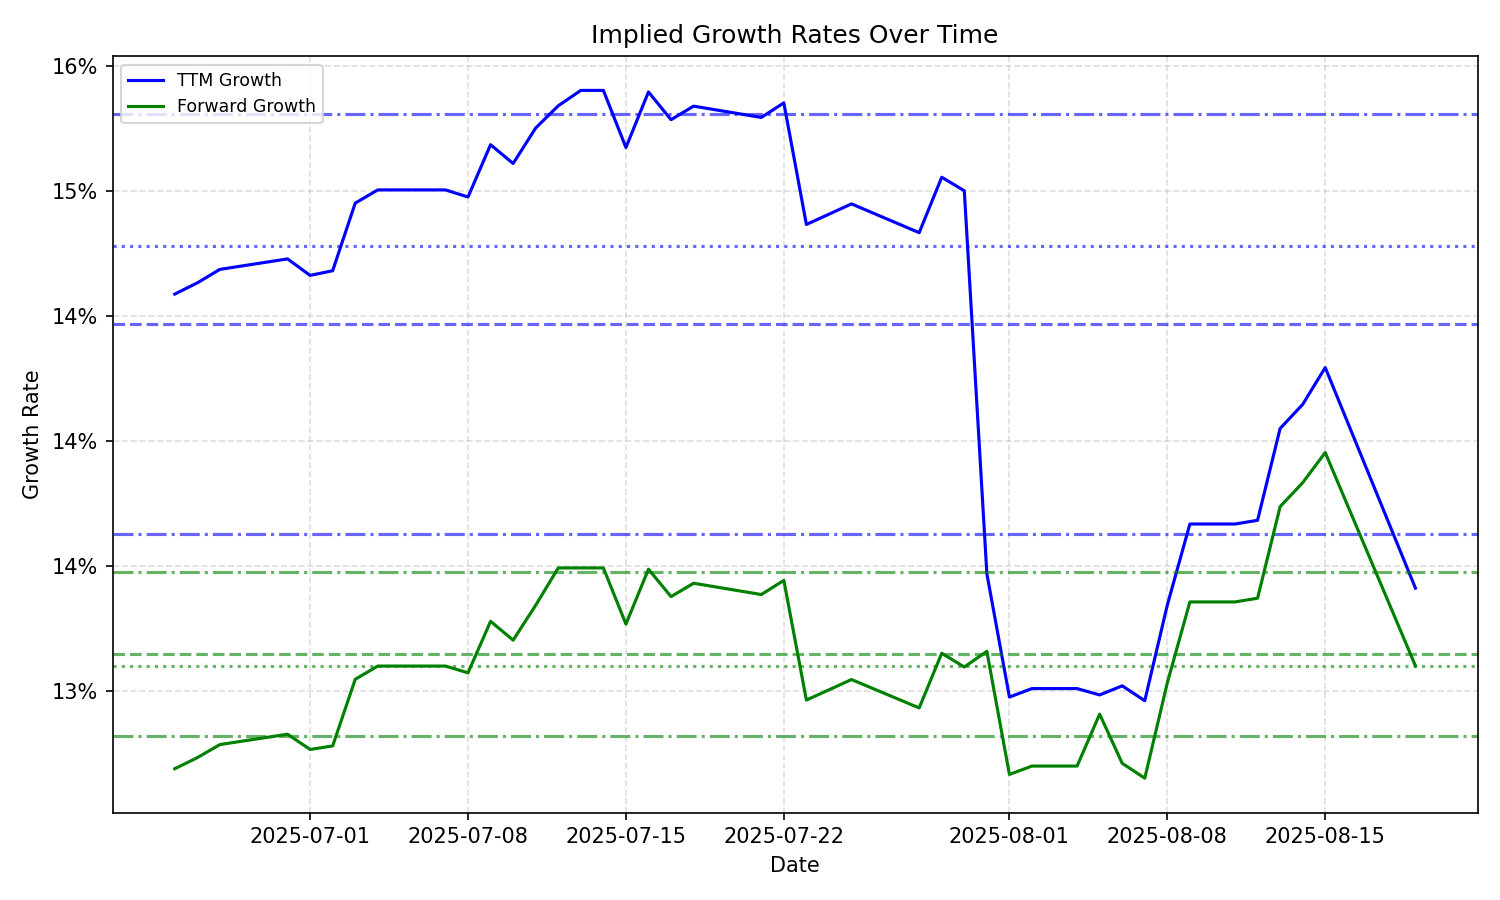 Implied Growth Rates Over Time
TTM Growth
Forward Growth
16%
15%
14%
14%
14%
13%
Growth Rate
2025-07-01
2025-07-08
2025-07-15
2025-07-22
2025-08-01
2025-08-08
2025-08-15
Date